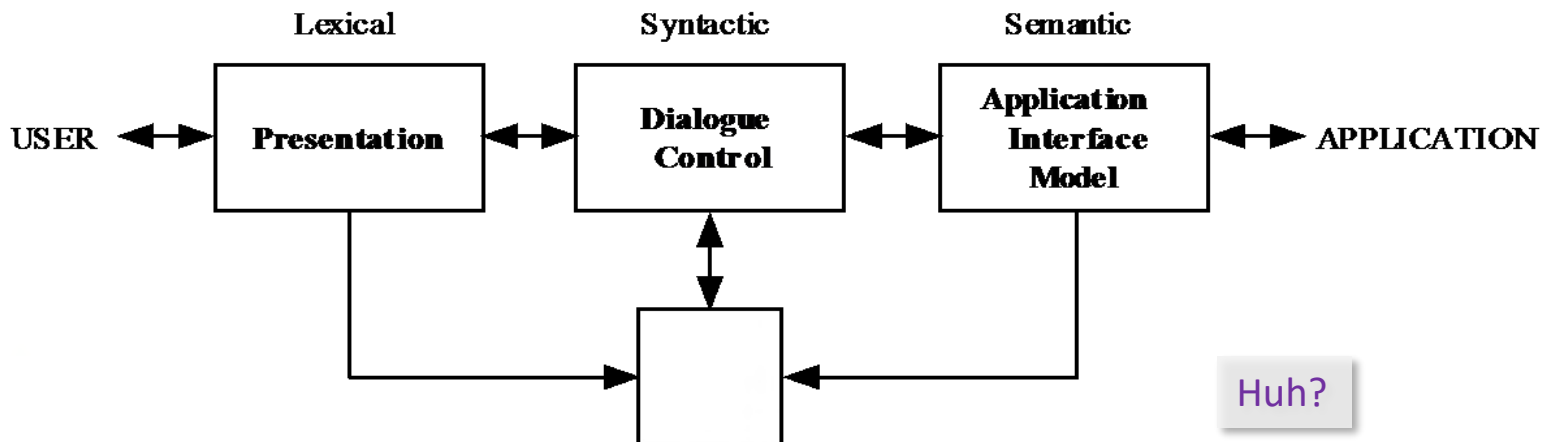 Lexical Syntactic Semantic
USER Presentation Dialogue Control Application Interface Model APPLICATION
Huh?